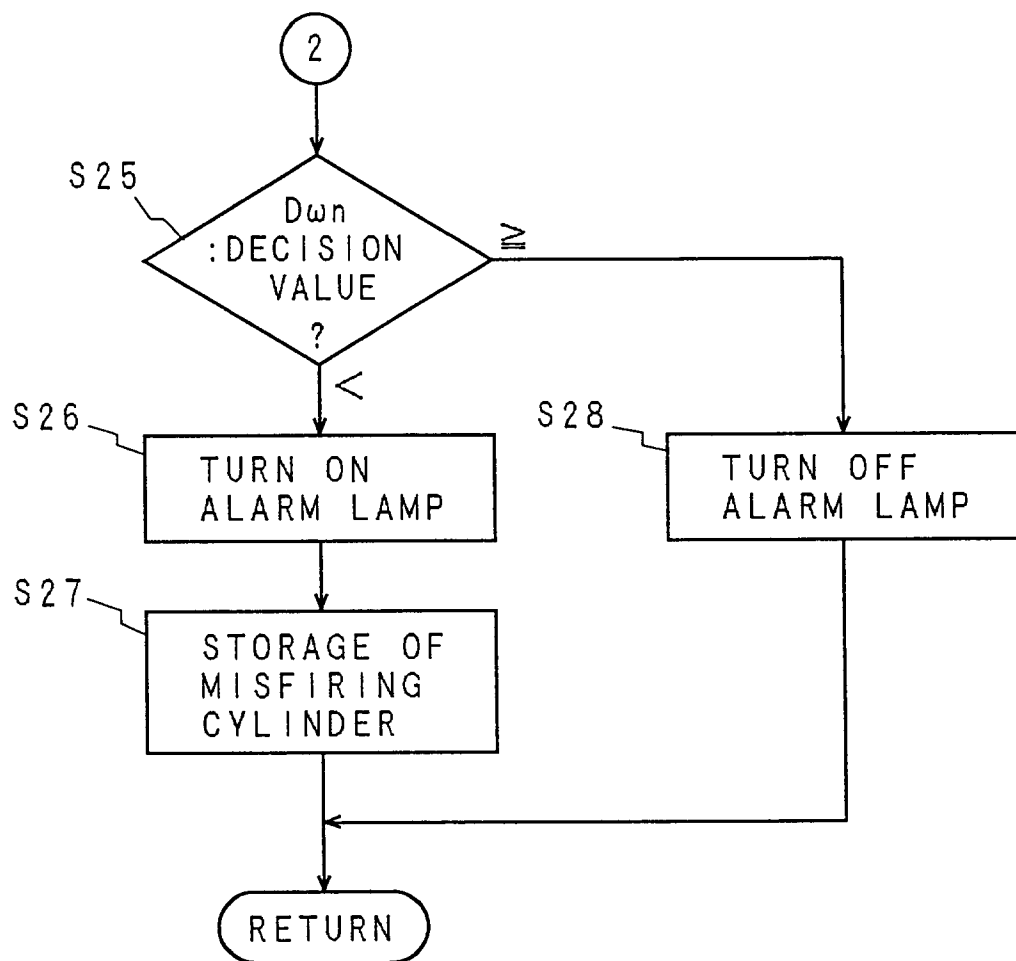 2
S25
Dωn
:DECISION
VALUE
?
≧
<
S26
TURN ON
ALARM LAMP
S28
TURN OFF
ALARM LAMP
S27
STORAGE OF
MISFIRING
CYLINDER
RETURN